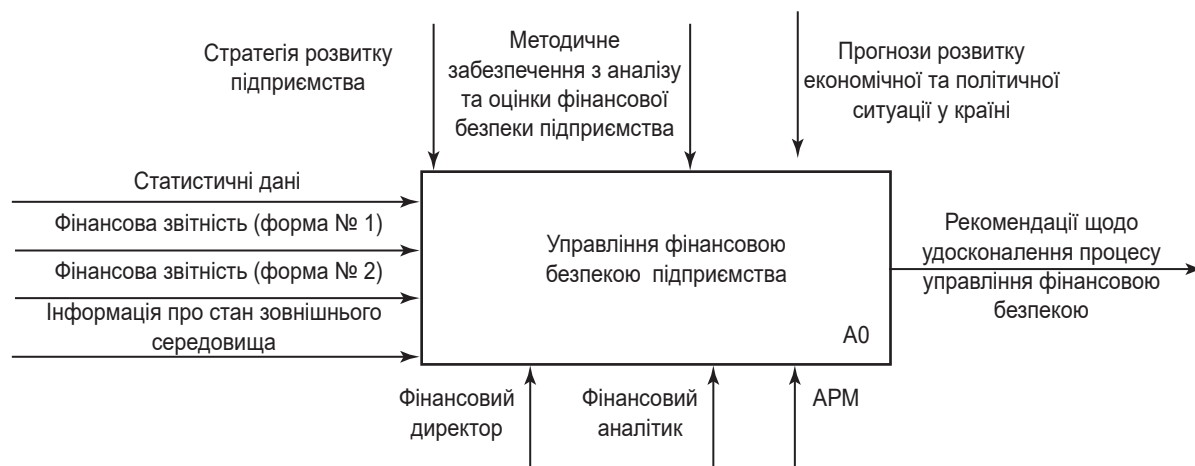 Стратегія розвитку
підприємства
Методичне
забезпечення з аналізу
та оцінки фінансової
безпеки підприємства
Прогнози розвитку
економічної та політичної
ситуації у країні
Статистичні дані
Фінансова звітність (форма № 1)
Фінансова звітність (форма № 2)
Інформація про стан зовнішнього
середовища
Управління фінансовою
безпекою підприємства
А0
Рекомендації щодо
удосконалення процесу
управління фінансовою
безпекою
Фінансовий
директор
Фінансовий
аналітик
АРМ